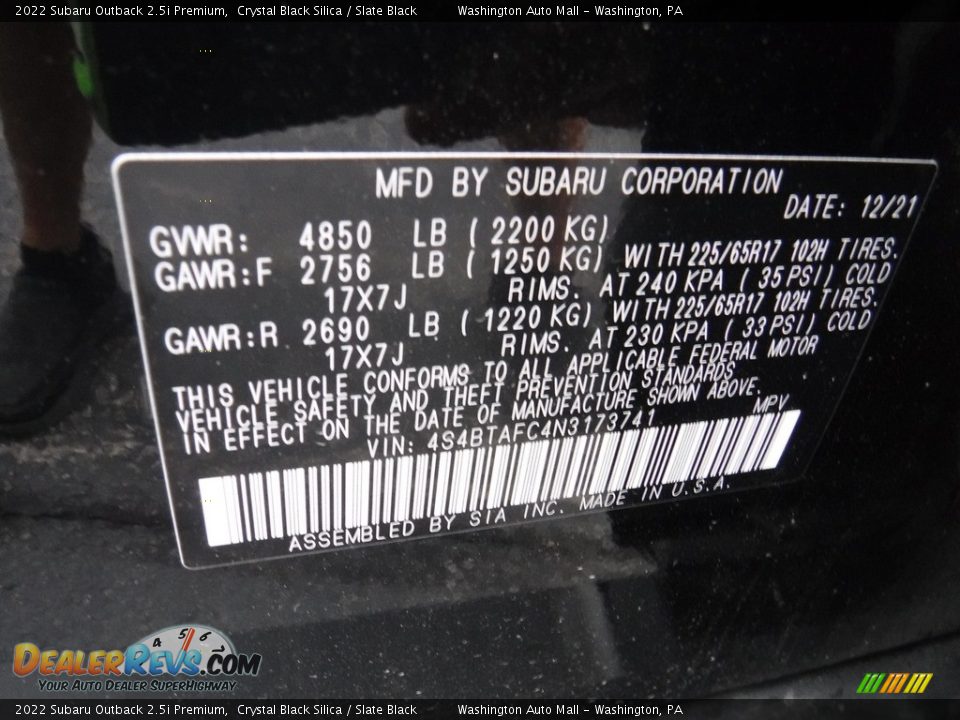 2022 Subaru Outback 2.5i Premium, Crystal Black Silica / Slate Black Washington Auto Mall - Washington, PA
MFD BY SUBARU CORPORATION
DATE: 12/21
GVWR: 4850 LB (2200 KG)
GAWR:F 2756 LB (1250 KG) WITH 225/65R17 102H TIRES.
17X7J RIMS. AT 240 KPA (35 PSI) COLD
GAWR:R 2690 LB (1220 KG) WITH 225/65R17 102H TIRES.
17X7J RIMS. AT 230 KPA (33 PSI) COLD
THIS VEHICLE CONFORMS TO ALL APPLICABLE FEDERAL MOTOR
VEHICLE SAFETY AND THEFT PREVENTION STANDARDS
IN EFFECT ON THE DATE OF MANUFACTURE SHOWN ABOVE.
VIN: 4S4BTAFC4N3173741 MPV
ASSEMBLED BY SIA INC. MADE IN U.S.A.
4 5 6
DEALERREVS.COM
YOUR AUTO DEALER SUPERHIGHWAY
2022 Subaru Outback 2.5i Premium, Crystal Black Silica / Slate Black Washington Auto Mall - Washington, PA